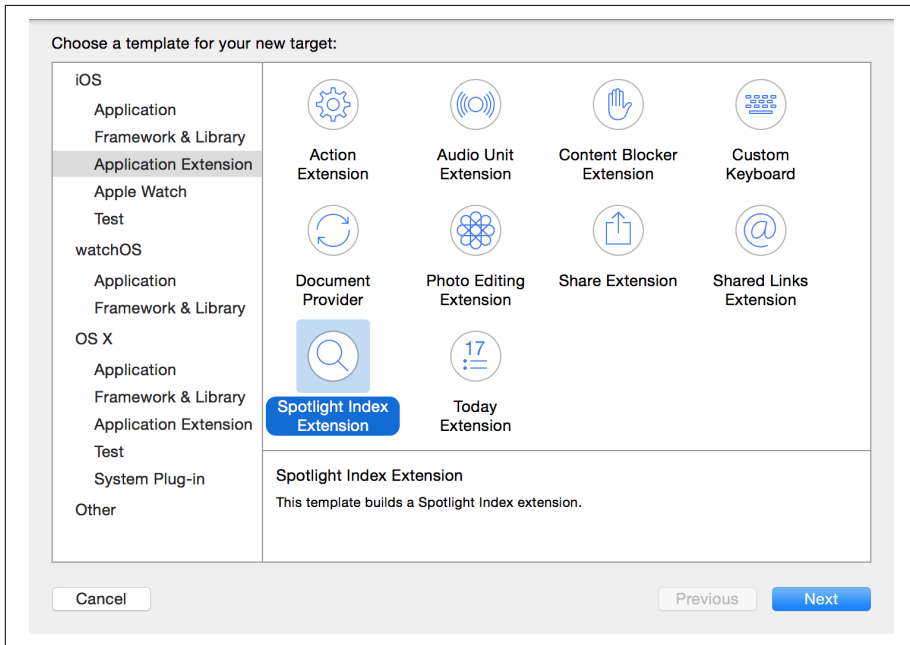 Choose a template for your new target:
iOS
Application
Framework & Library
Application Extension
Apple Watch
Test
watchOS
Application
Framework & Library
OS X
Application
Framework & Library
Application Extension
Test
System Plug-in
Other
Action
Extension
Audio Unit
Extension
Content Blocker
Extension
Custom
Keyboard
Document
Provider
Photo Editing
Extension
Share Extension
Shared Links
Extension
Spotlight Index
Extension
17
Today
Extension
Spotlight Index Extension
This template builds a Spotlight Index extension.
Cancel
Previous
Next